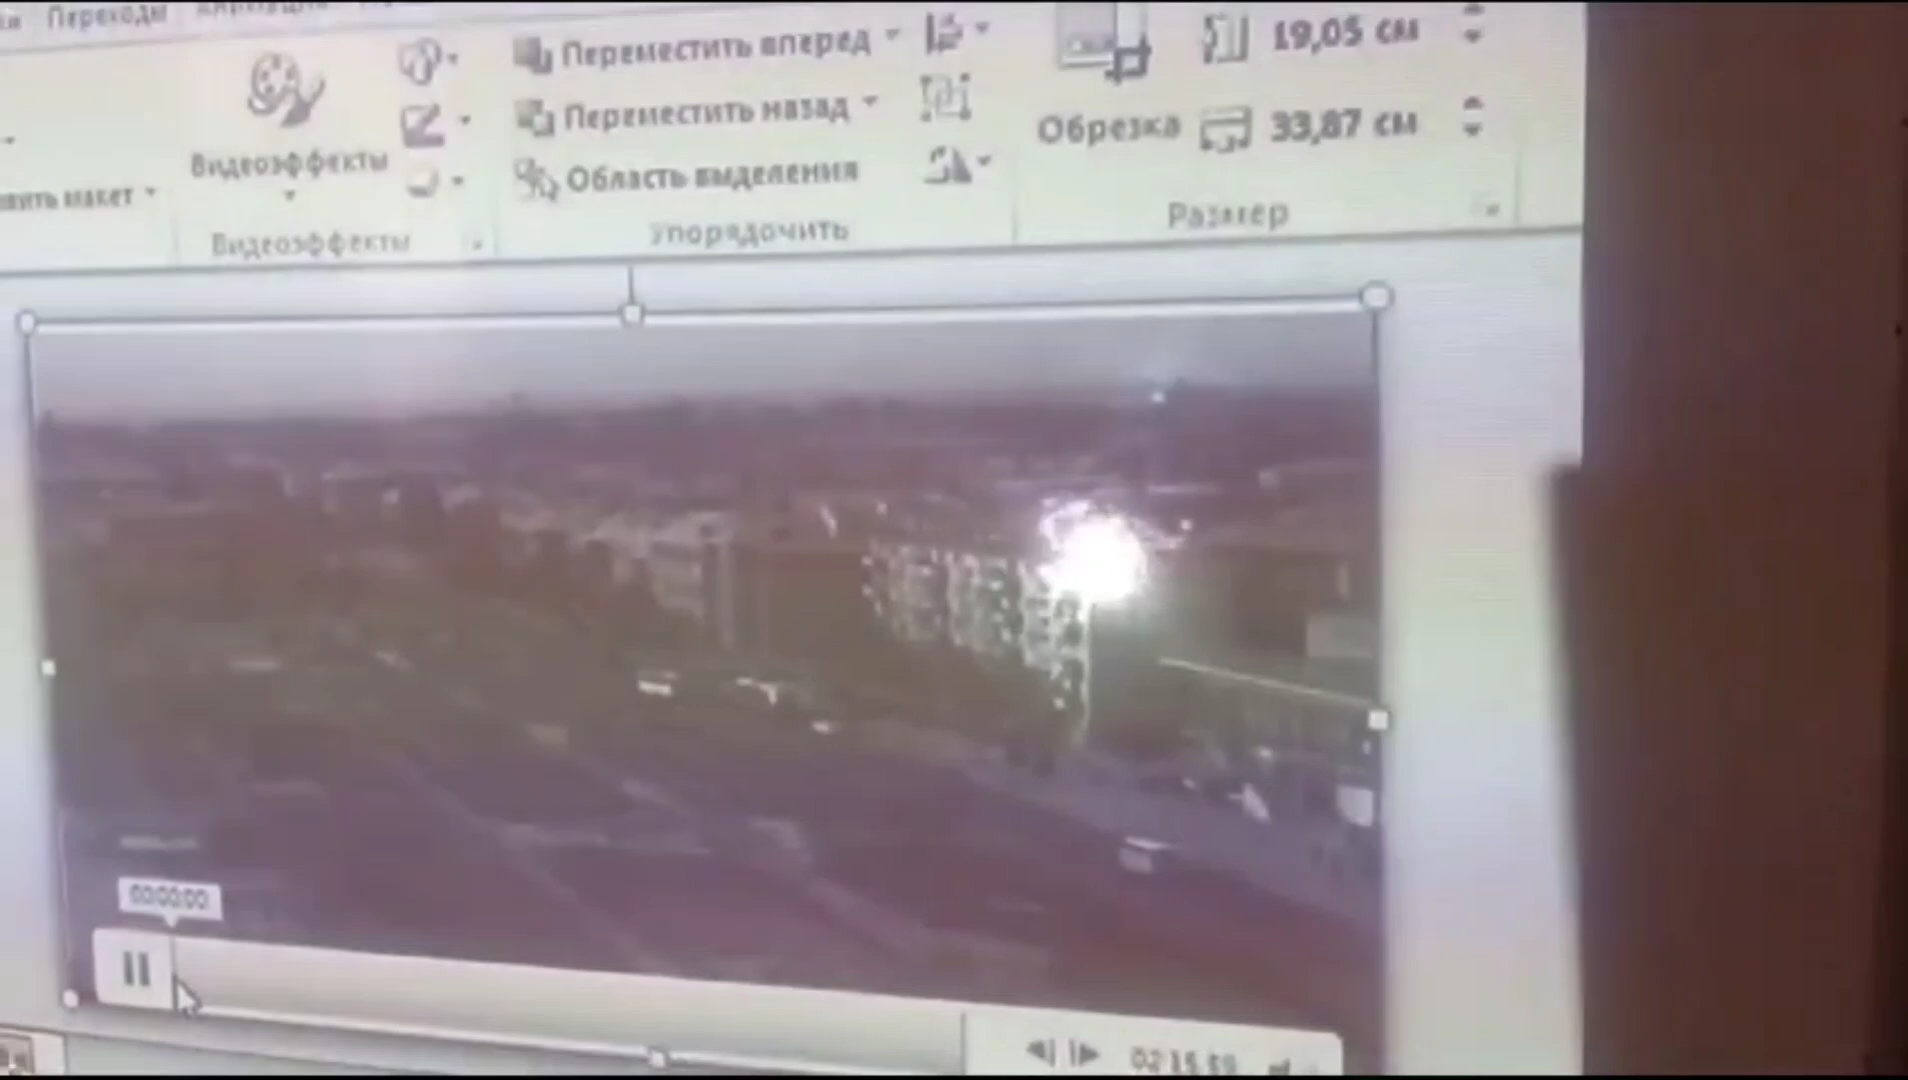 Переходы
Переместить вперед
19,05 см
Переместить назад
Обрезка
33,87 см
Видеоэффекты
Область выделения
макет
Видеоэффекты
Упорядочить
Размер
00:00:00